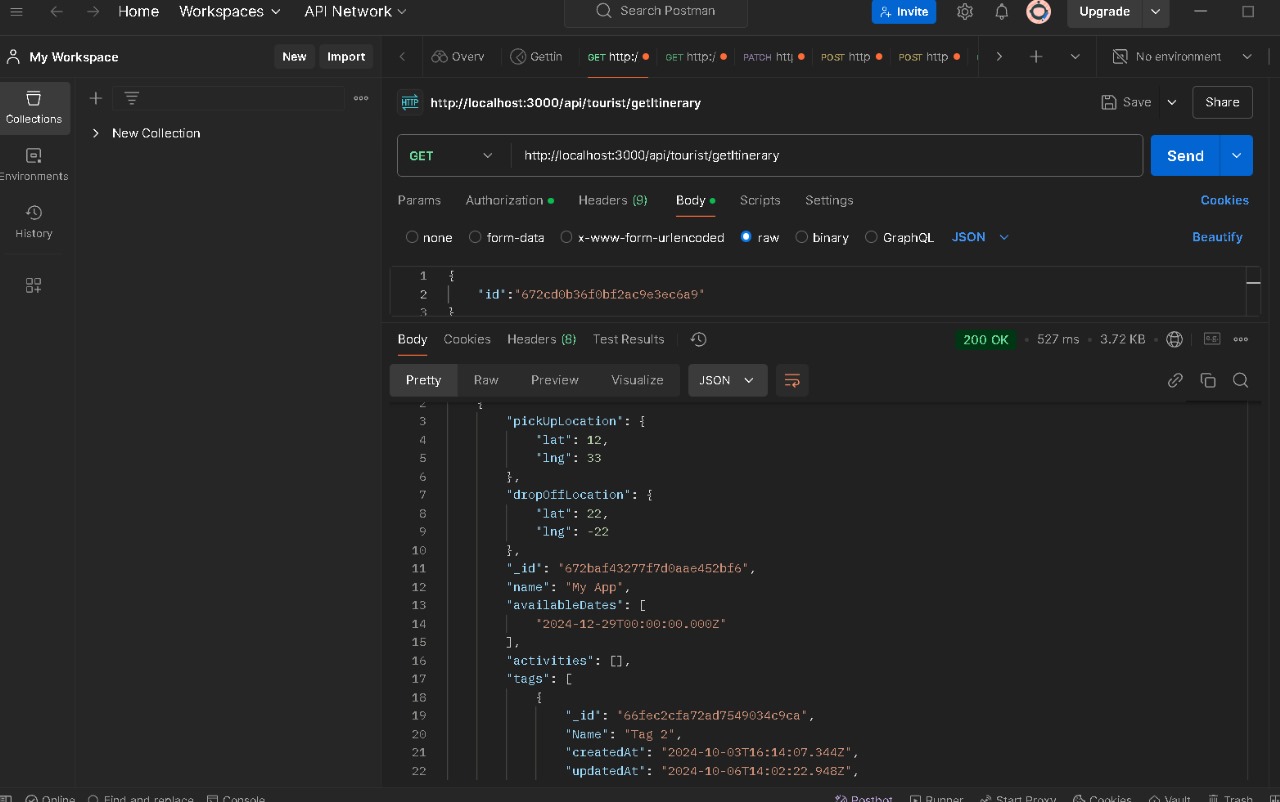 Home Workspaces API Network Search Postman Invite Upgrade
My Workspace New Import Overv Gettin GET http:/ GET http:/ PATCH htt POST http POST http No environment
Collections
New Collection
HTTP http://localhost:3000/api/tourist/getItinerary Save Share
GET http://localhost:3000/api/tourist/getItinerary Send
Environments
History
Params Authorization Headers (9) Body Scripts Settings Cookies
none form-data x-www-form-urlencoded raw binary GraphQL JSON Beautify
1 {
2 "id":"672cd0b36f0bf2ac9e3ec6a9"
3 }
Body Cookies Headers (8) Test Results 200 OK 527 ms 3.72 KB e.g.
Pretty Raw Preview Visualize JSON
2 {
3 "pickUpLocation": {
4 "lat": 12,
5 "lng": 33
6 },
7 "dropOffLocation": {
8 "lat": 22,
9 "lng": -22
10 },
11 "_id": "672baf43277f7d0aae452bf6",
12 "name": "My App",
13 "availableDates": [
14 "2024-12-29T00:00:00.000Z"
15 ],
16 "activities": [],
17 "tags": [
18 {
19 "_id": "66fec2cfa72ad7549034c9ca",
20 "Name": "Tag 2",
21 "createdAt": "2024-10-03T16:14:07.344Z",
22 "updatedAt": "2024-10-06T14:02:22.948Z",
Online Find and replace Console Postbot Runner Start Proxy Cookies Vault Trash